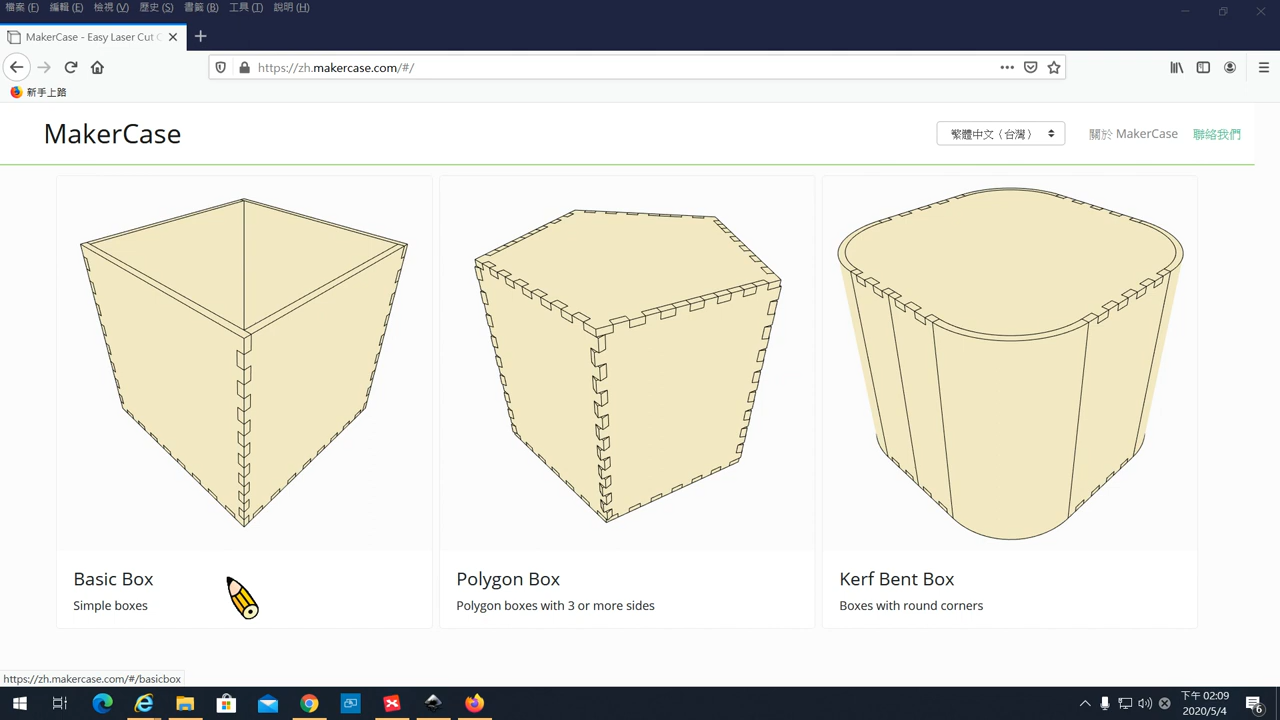 檔案 (F) 編輯 (E) 檢視 (V) 歷史 (S) 書籤 (B) 工具 (T) 說明 (H)
MakerCase - Easy Laser Cut C
https://zh.makercase.com/#/
新手上路
MakerCase
繁體中文（台灣）
關於 MakerCase
聯絡我們
Basic Box
Simple boxes
Polygon Box
Polygon boxes with 3 or more sides
Kerf Bent Box
Boxes with round corners
https://zh.makercase.com/#/basicbox
下午 02:09
2020/5/4
6